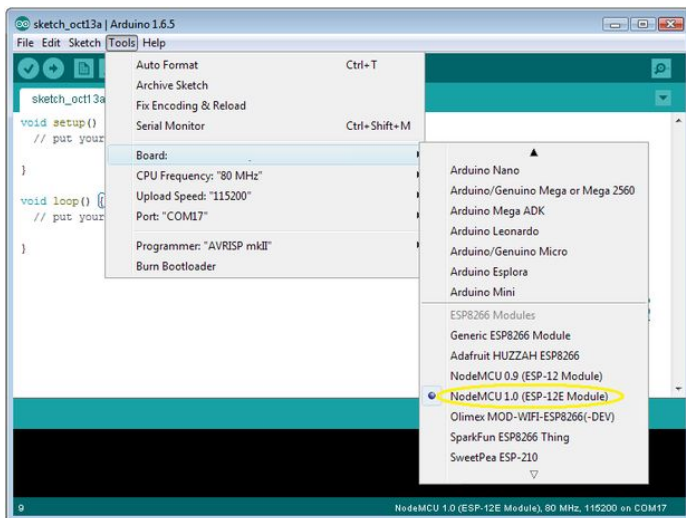 sketch_oct13a | Arduino 1.6.5
File Edit Sketch Tools Help
sketch_oct13a
void setup()
// put your
}
void loop() {
// put your
}
Auto Format Ctrl+T
Archive Sketch
Fix Encoding & Reload
Serial Monitor Ctrl+Shift+M
Board:
CPU Frequency: "80 MHz"
Upload Speed: "115200"
Port: "COM17"
Programmer: "AVRISP mkII"
Burn Bootloader
Arduino Nano
Arduino/Genuino Mega or Mega 2560
Arduino Mega ADK
Arduino Leonardo
Arduino/Genuino Micro
Arduino Esplora
Arduino Mini
ESP8266 Modules
Generic ESP8266 Module
Adafruit HUZZAH ESP8266
NodeMCU 0.9 (ESP-12 Module)
NodeMCU 1.0 (ESP-12E Module)
Olimex MOD-WIFI-ESP8266(-DEV)
SparkFun ESP8266 Thing
SweetPea ESP-210
9 NodeMCU 1.0 (ESP-12E Module), 80 MHz, 115200 on COM17